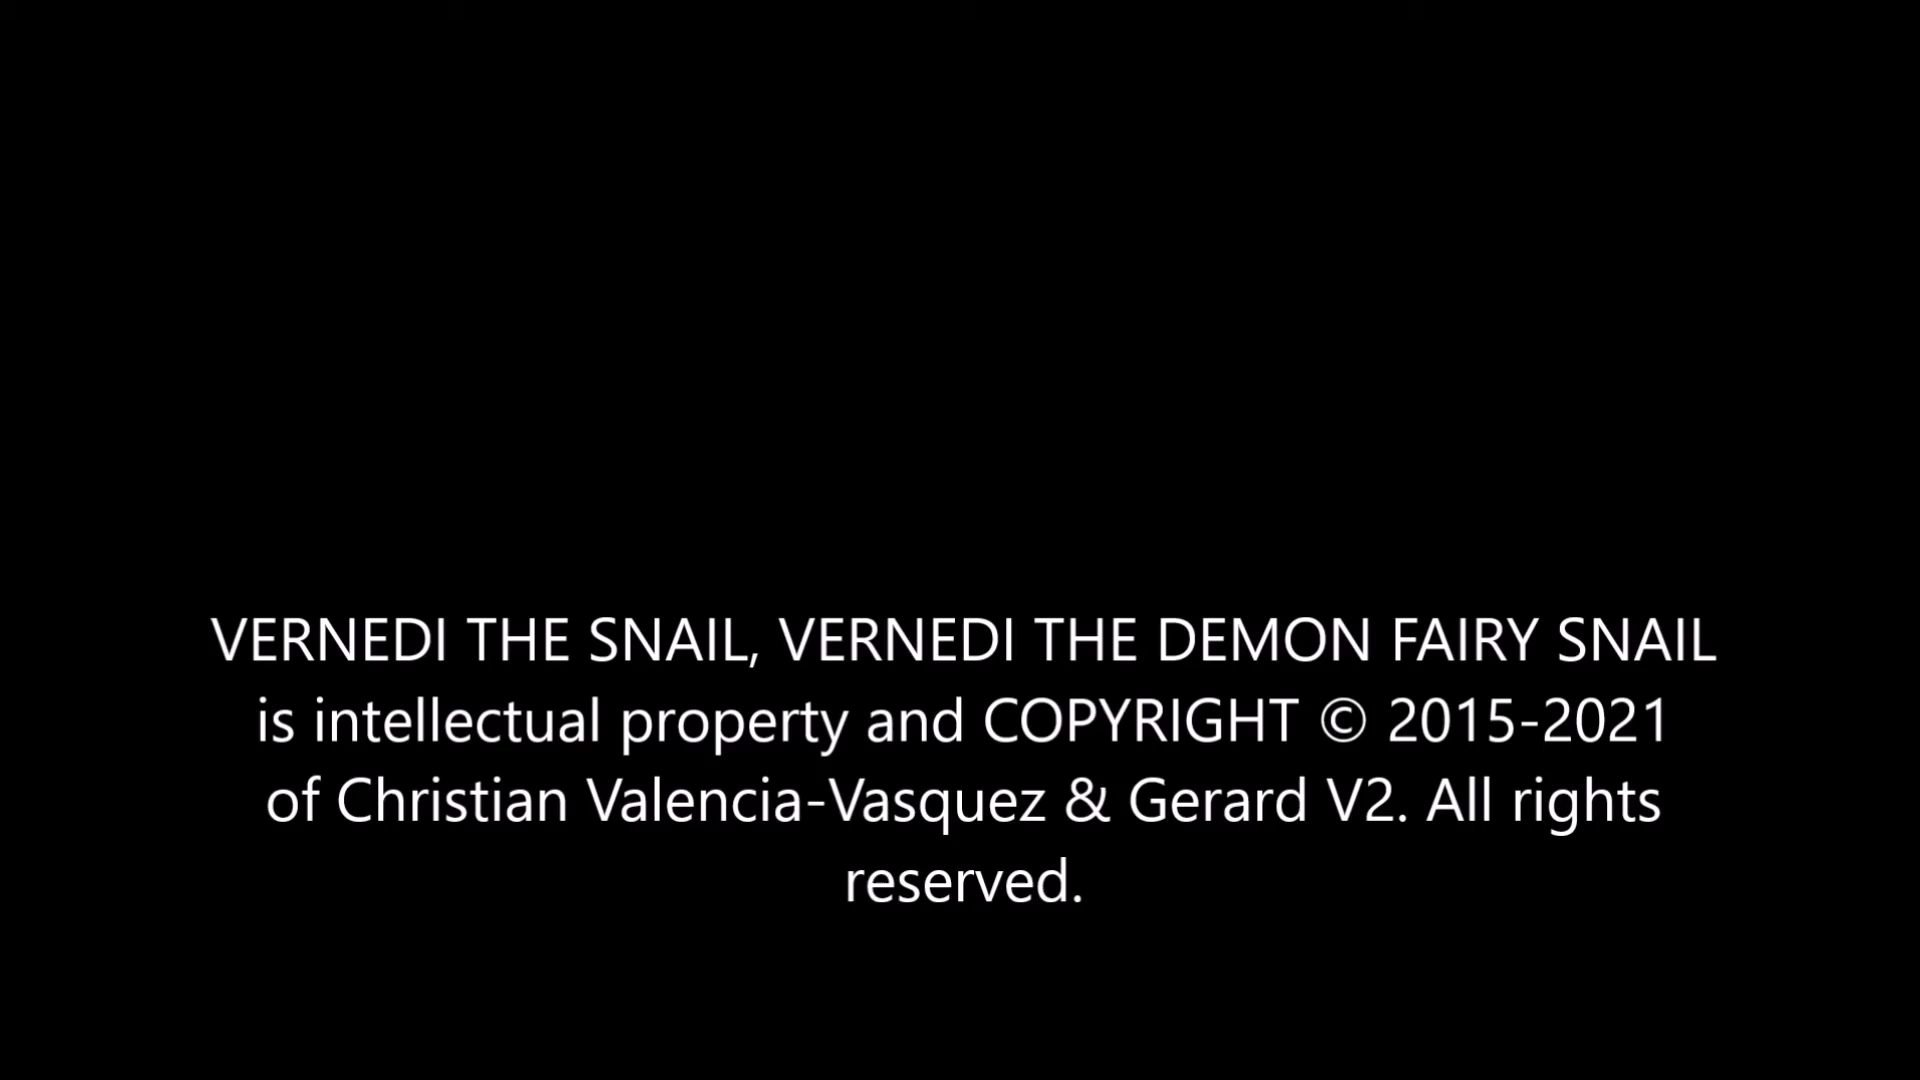 VERNEDI THE SNAIL, VERNEDI THE DEMON FAIRY SNAIL
is intellectual property and COPYRIGHT © 2015-2021
of Christian Valencia-Vasquez & Gerard V2. All rights
reserved.